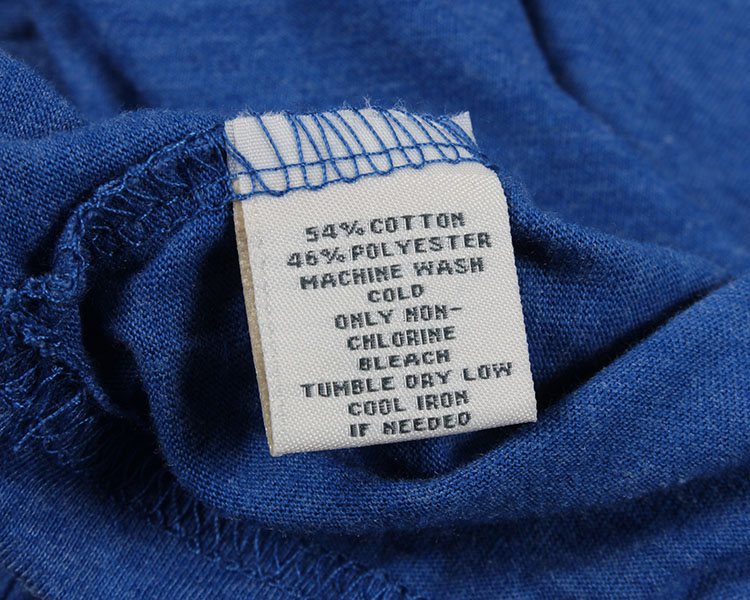 54% COTTON
46% POLYESTER
MACHINE WASH
COLD
ONLY NON-
CHLORINE
BLEACH
TUMBLE DRY LOW
COOL IRON
IF NEEDED